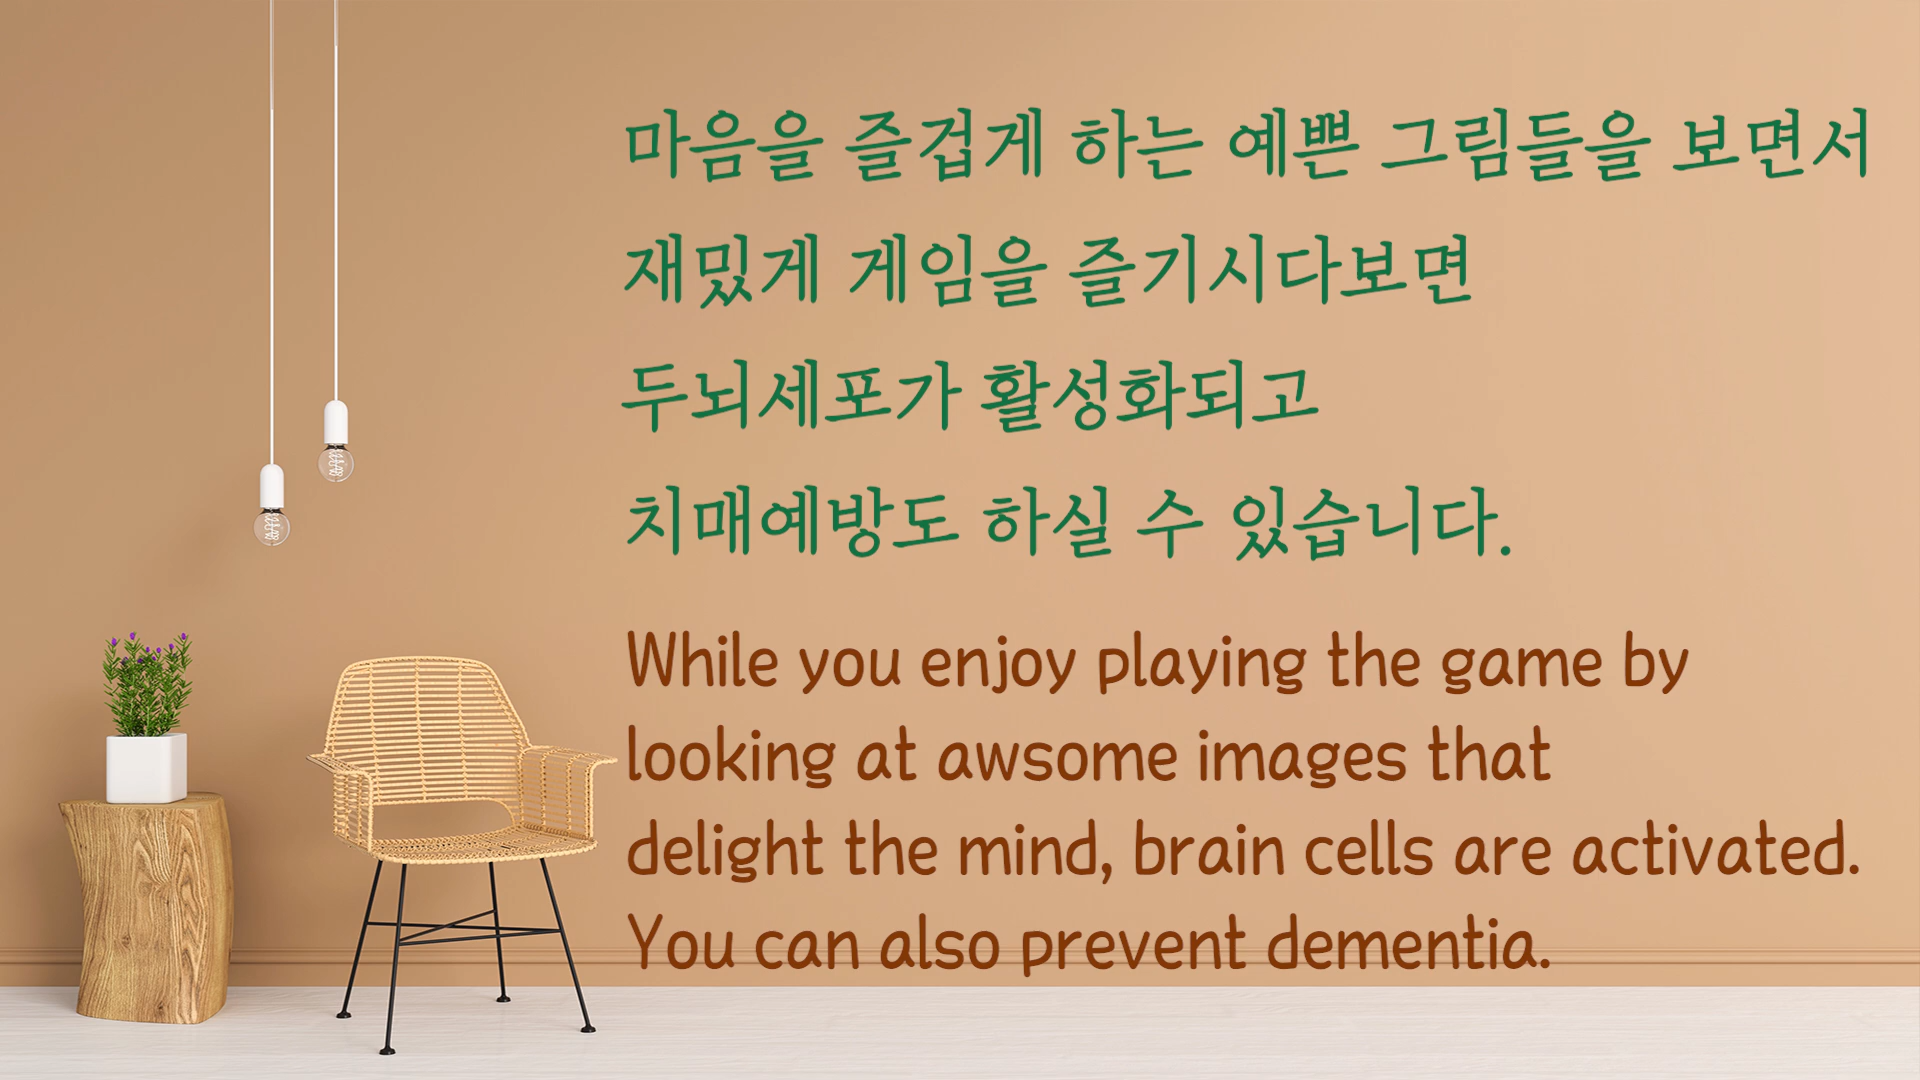 마음을 즐겁게 하는 예쁜 그림들을 보면서
재밌게 게임을 즐기시다보면
두뇌세포가 활성화되고
치매예방도 하실 수 있습니다.
While you enjoy playing the game by
looking at awsome images that
delight the mind, brain cells are activated.
You can also prevent dementia.